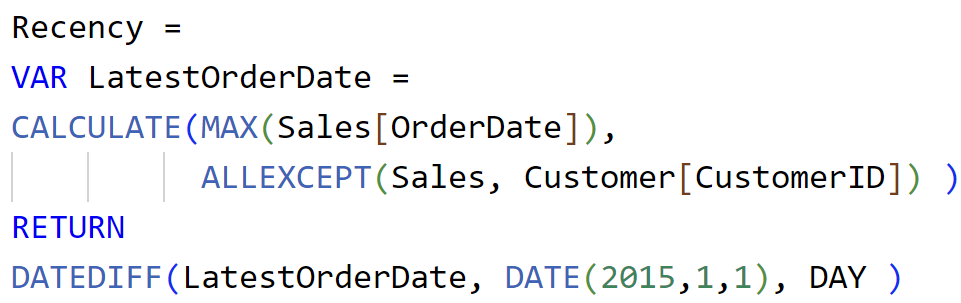 Recency =
VAR LatestOrderDate =
CALCULATE(MAX(Sales[OrderDate]),
ALLEXCEPT(Sales, Customer[CustomerID]) )
RETURN
DATEDIFF(LatestOrderDate, DATE(2015,1,1), DAY )